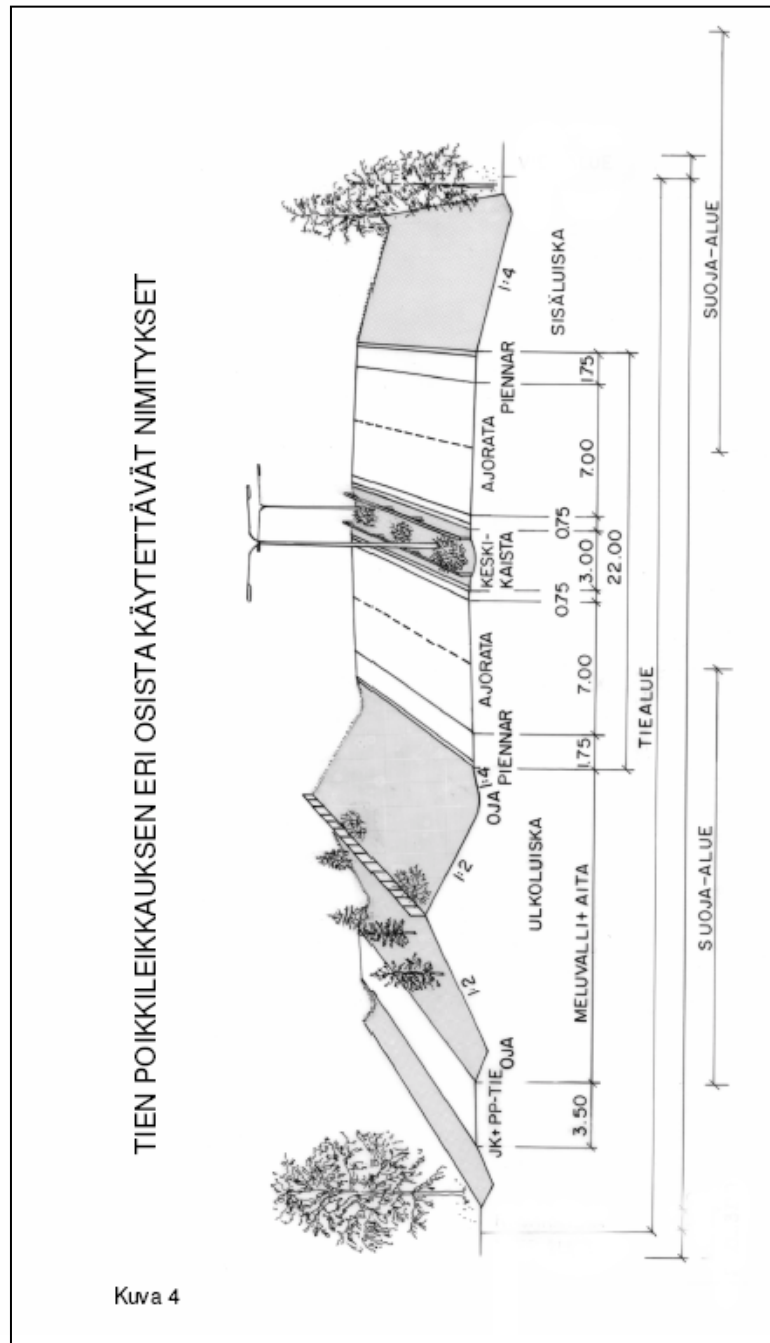 TIEN POIKKILEIKKAUKSEN ERI OSISTA KÄYTETTÄVÄT NIMITYKSET
JK+PP-TIE
OJA
1:2
1:2
OJA
1:4
PIENNAR
AJORATA
KESKI-
KAISTA
AJORATA
PIENNAR
1:4
ULKOLUISKA
SISÄLUISKA
0.75
0.75
3.50
MELUVALLI+AITA
1.75
7.00
3.00
7.00
1.75
22.00
TIEALUE
SUOJA-ALUE
SUOJA-ALUE
Kuva 4